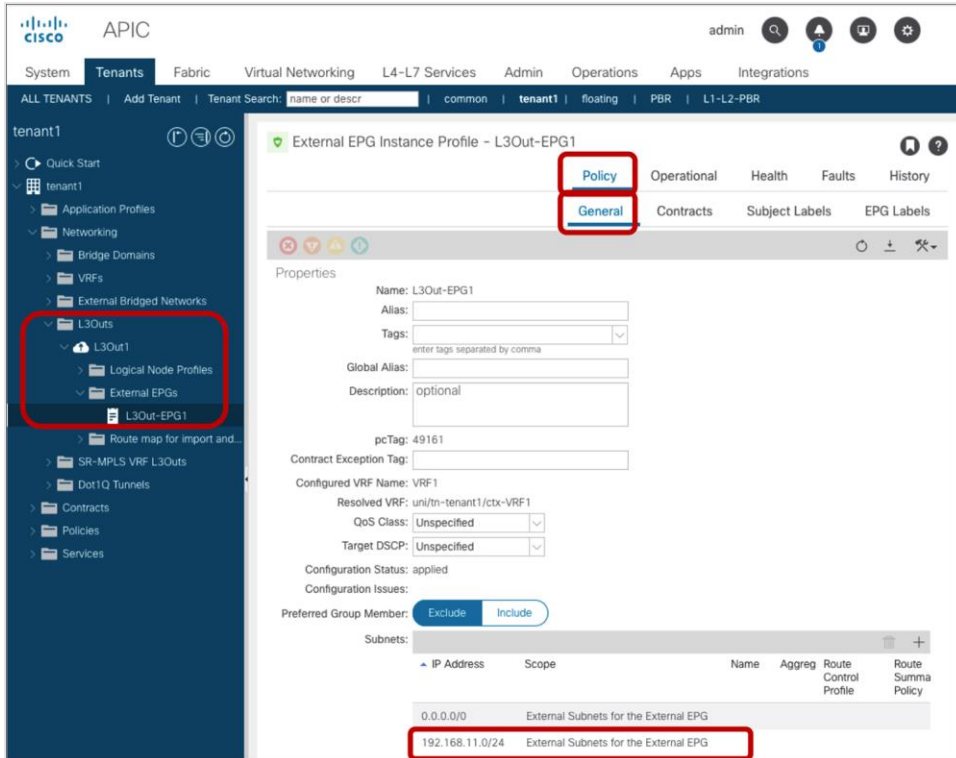 CISCO
APIC
admin
1
System Tenants Fabric Virtual Networking L4-L7 Services Admin Operations Apps Integrations
ALL TENANTS | Add Tenant | Tenant Search: name or descr | common | tenant1 | floating | PBR | L1-L2-PBR
tenant1
Quick Start
tenant1
Application Profiles
Networking
Bridge Domains
VRFs
External Bridged Networks
L3Outs
L3Out1
Logical Node Profiles
External EPGs
L3Out-EPG1
Route map for import and...
SR-MPLS VRF L3Outs
Dot1Q Tunnels
Contracts
Policies
Services
External EPG Instance Profile - L3Out-EPG1
Policy Operational Health Faults History
General Contracts Subject Labels EPG Labels
Properties
Name: L3Out-EPG1
Alias:
Tags:
enter tags separated by comma
Global Alias:
Description: optional
pcTag: 49161
Contract Exception Tag:
Configured VRF Name: VRF1
Resolved VRF: uni/tn-tenant1/ctx-VRF1
QoS Class: Unspecified
Target DSCP: Unspecified
Configuration Status: applied
Configuration Issues:
Preferred Group Member: Exclude Include
Subnets:
IP Address Scope Name Aggreg Route Control Profile Route Summa Policy
0.0.0.0/0 External Subnets for the External EPG
192.168.11.0/24 External Subnets for the External EPG